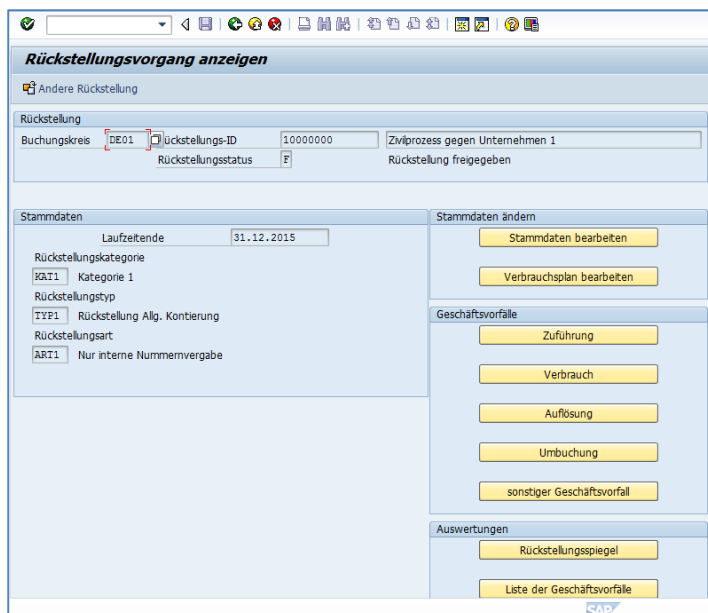 Rückstellungsvorgang anzeigen
Andere Rückstellung
Rückstellung
Buchungskreis DE01 ückstellungs-ID 10000000 Zivilprozess gegen Unternehmen 1
Rückstellungsstatus F Rückstellung freigegeben
Stammdaten
Laufzeitende 31.12.2015
Rückstellungskategorie
KAT1 Kategorie 1
Rückstellungstyp
TYP1 Rückstellung Allg. Kontierung
Rückstellungsart
ART1 Nur interne Nummernvergabe
Stammdaten ändern
Stammdaten bearbeiten
Verbrauchsplan bearbeiten
Geschäftsvorfälle
Zuführung
Verbrauch
Auflösung
Umbuchung
sonstiger Geschäftsvorfall
Auswertungen
Rückstellungsspiegel
Liste der Geschäftsvorfälle
SAP